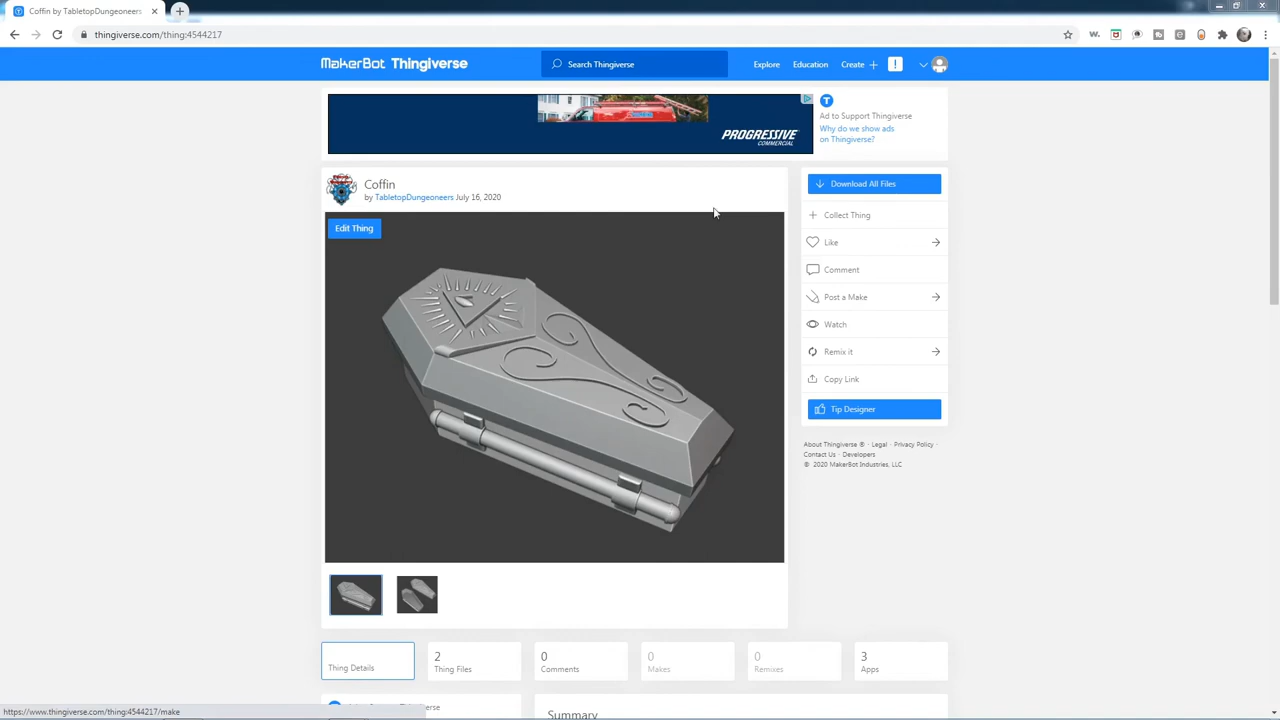 Coffin by TabletopDungeoneers
thingiverse.com/thing:4544217
MakerBot Thingiverse
Search Thingiverse
Explore
Education
Create
PROGRESSIVE
COMMERCIAL
Ad to Support Thingiverse
Why do we show ads
on Thingiverse?
Coffin
by TabletopDungeoneers July 16, 2020
Edit Thing
Download All Files
Collect Thing
Like
Comment
Post a Make
Watch
Remix it
Copy Link
Tip Designer
About Thingiverse ® · Legal · Privacy Policy ·
Contact Us · Developers
© 2020 MakerBot Industries, LLC
Thing Details
2
Thing Files
0
Comments
0
Makes
0
Remixes
3
Apps
Summary
https://www.thingiverse.com/thing:4544217/make